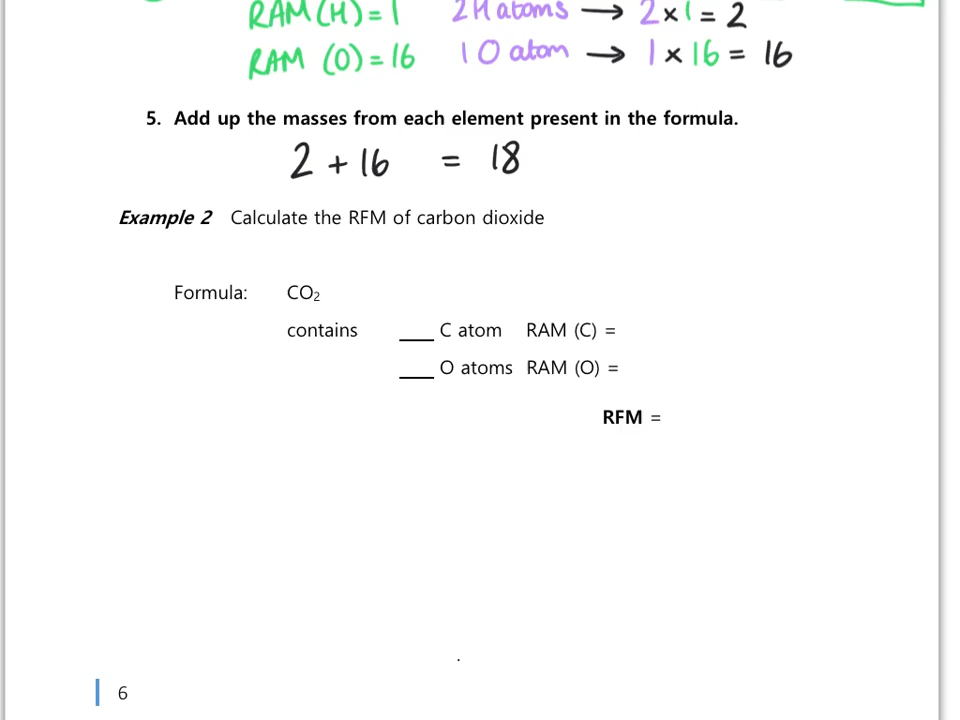 RAM (H) = 1 2 H atoms → 2 x 1 = 2
RAM (O) = 16 1 O atom → 1 x 16 = 16
5. Add up the masses from each element present in the formula.
2 + 16 = 18
Example 2 Calculate the RFM of carbon dioxide
Formula: CO₂
contains ___ C atom RAM (C) =
___ O atoms RAM (O) =
RFM =
6